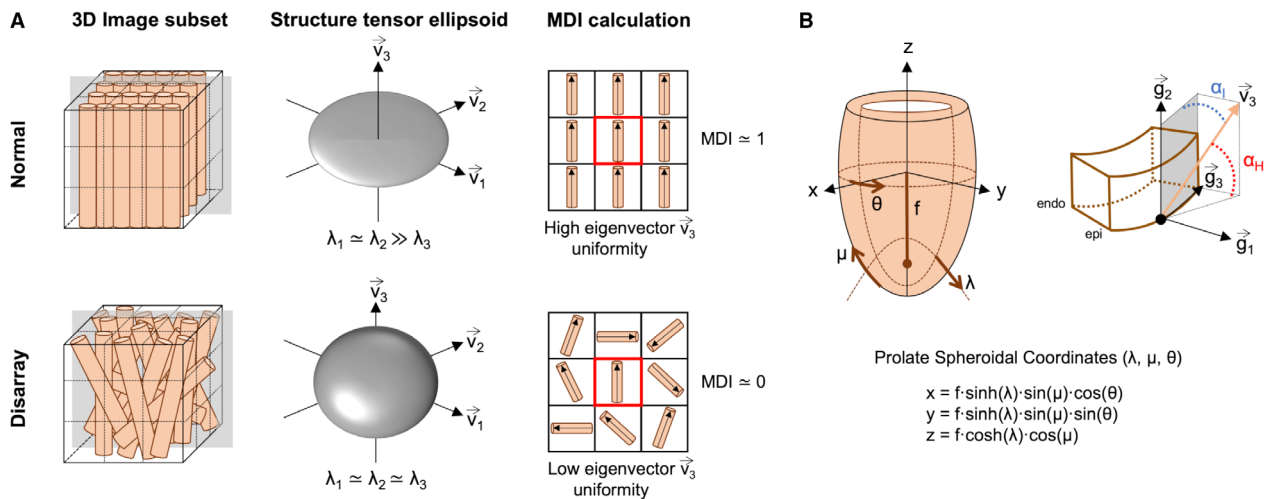 A
3D Image subset
Structure tensor ellipsoid
MDI calculation
Normal
v⃗3
v⃗2
v⃗1
λ1 ≃ λ2 ≫ λ3
MDI ≃ 1
High eigenvector v⃗3
uniformity
Disarray
v⃗3
v⃗2
v⃗1
λ1 ≃ λ2 ≃ λ3
MDI ≃ 0
Low eigenvector v⃗3
uniformity
B
z
x
y
θ
f
μ
λ
g⃗2
αI
v⃗3
αH
g⃗3
endo
epi
g⃗1
Prolate Spheroidal Coordinates (λ, μ, θ)
x = f·sinh(λ)·sin(μ)·cos(θ)
y = f·sinh(λ)·sin(μ)·sin(θ)
z = f·cosh(λ)·cos(μ)